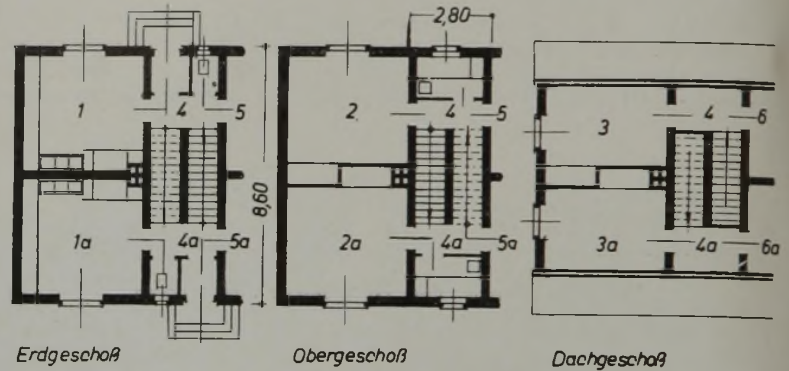 2,80
1 4 5
2 4 5
3 4 6
8,60
1a 4a 5a
2a 4a 5a
3a 4a 6a
Erdgeschoß
Obergeschoß
Dachgeschoß